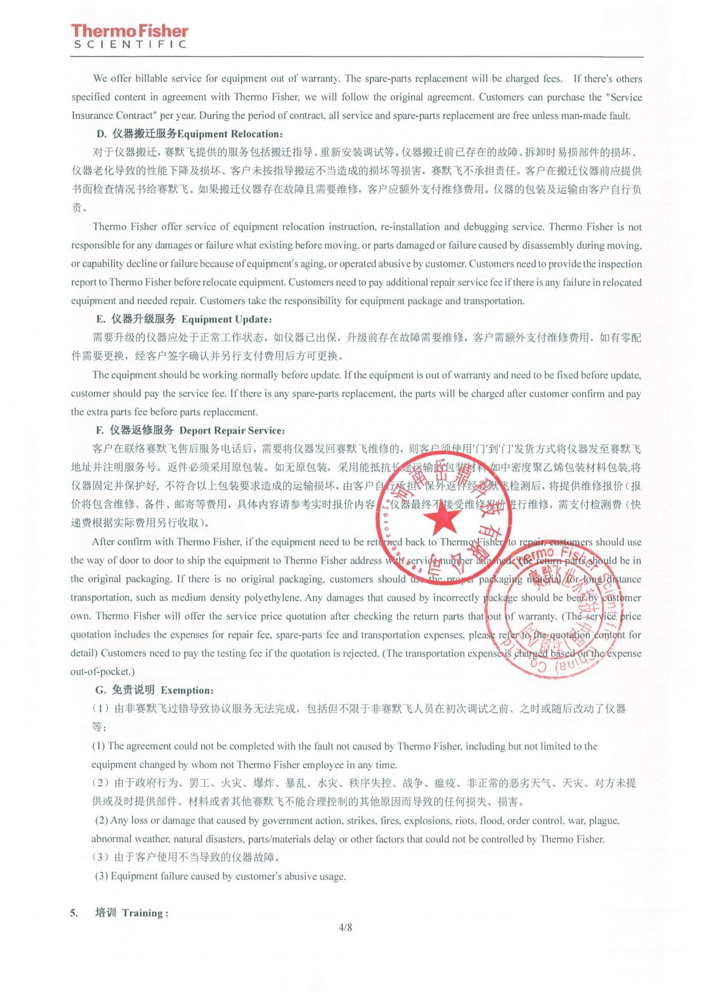 ThermoFisher
SCIENTIFIC
We offer billable service for equipment out of warranty. The spare-parts replacement will be charged fees. If there's others
specified content in agreement with Thermo Fisher, we will follow the original agreement. Customers can purchase the "Service
Insurance Contract" per year. During the period of contract, all service and spare-parts replacement are free unless man-made fault.
D. 仪器搬迁服务Equipment Relocation:
对于仪器搬迁，赛默飞提供的服务包括搬迁指导、重新安装调试等。仪器搬迁前已存在的故障、拆卸时易损部件的损坏、
仪器老化导致的性能下降及损坏、客户未按指导搬运不当造成的损坏等损害，赛默飞不承担责任。客户在搬迁仪器前应提供
书面检查情况书给赛默飞。如果搬迁仪器存在故障且需要维修，客户应额外支付维修费用。仪器的包装及运输由客户自行负
责。
Thermo Fisher offer service of equipment relocation instruction, re-installation and debugging service. Thermo Fisher is not
responsible for any damages or failure what existing before moving, or parts damaged or failure caused by disassembly during moving,
or capability decline or failure because of equipment's aging, or operated abusive by customer. Customers need to provide the inspection
report to Thermo Fisher before relocate equipment. Customers need to pay additional repair service fee if there is any failure in relocated
equipment and needed repair. Customers take the responsibility for equipment package and transportation.
E. 仪器升级服务 Equipment Update:
需要升级的仪器应处于正常工作状态，如仪器已出保，升级前存在故障需要维修，客户需额外支付维修费用，如有零配
件需要更换，经客户签字确认并另行支付费用后方可更换。
The equipment should be working normally before update. If the equipment is out of warranty and need to be fixed before update,
customer should pay the service fee. If there is any spare-parts replacement, the parts will be charged after customer confirm and pay
the extra parts fee before parts replacement.
F. 仪器返修服务 Deport Repair Service:
客户在联络赛默飞售后服务电话后，需要将仪器发回赛默飞维修的，则客户须使用'门'到'门'发货方式将仪器发至赛默飞
地址并注明服务号。返件必须采用原包装。如无原包装，采用能抵抗长途运输的包装材料,如中密度聚乙烯包装材料包装,将
仪器固定并保护好，不符合以上包装要求造成的运输损坏，由客户自行承担。保外返件经赛默飞检测后，将提供维修报价（报
价将包含维修、备件、邮寄等费用，具体内容请参考实时报价内容）。仪器最终不接受维修报价进行维修，需支付检测费（快
递费根据实际费用另行收取）。
After confirm with Thermo Fisher, if the equipment need to be returned back to Thermo Fisher to repair, customers should use
the way of door to door to ship the equipment to Thermo Fisher address with service number attached. The return parts should be in
the original packaging. If there is no original packaging, customers should use the proper packaging material for long distance
transportation, such as medium density polyethylene. Any damages that caused by incorrectly package should be bear by customer
own. Thermo Fisher will offer the service price quotation after checking the return parts that out of warranty. (The service price
quotation includes the expenses for repair fee, spare-parts fee and transportation expenses, please refer to the quotation content for
detail) Customers need to pay the testing fee if the quotation is rejected. (The transportation expense is charged based on the expense
out-of-pocket.)
河南岳鼎科技有限公司
Thermo Fisher Scientific (China) Co., Ltd
赛默飞世尔科技(中国)有限公司
G. 免责说明 Exemption:
（1）由非赛默飞过错导致协议服务无法完成，包括但不限于非赛默飞人员在初次调试之前、之时或随后改动了仪器
等；
(1) The agreement could not be completed with the fault not caused by Thermo Fisher, including but not limited to the
equipment changed by whom not Thermo Fisher employee in any time.
（2）由于政府行为、罢工、火灾、爆炸、暴乱、水灾、秩序失控、战争、瘟疫、非正常的恶劣天气、天灾、对方未提
供或及时提供部件、材料或者其他赛默飞不能合理控制的其他原因而导致的任何损失、损害。
(2) Any loss or damage that caused by government action, strikes, fires, explosions, riots, flood, order control, war, plague,
abnormal weather, natural disasters, parts/materials delay or other factors that could not be controlled by Thermo Fisher.
（3）由于客户使用不当导致的仪器故障。
(3) Equipment failure caused by customer's abusive usage.
5. 培训 Training :
4/8